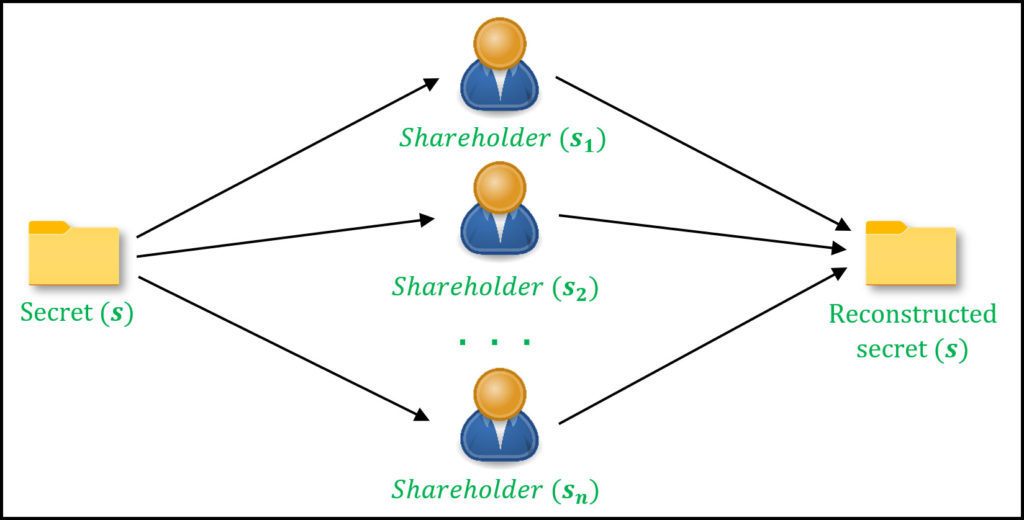 Shareholder (s₁)
Shareholder (s₂)
Secret (s)
Reconstructed
secret (s)
. . .
Shareholder (sₙ)